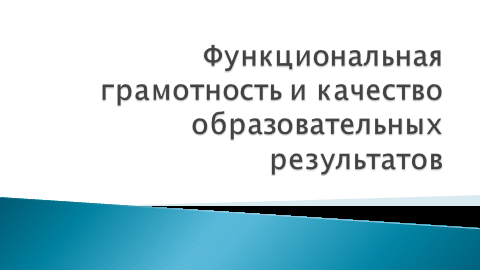 Функциональная
грамотность и качество
образовательных
результатов